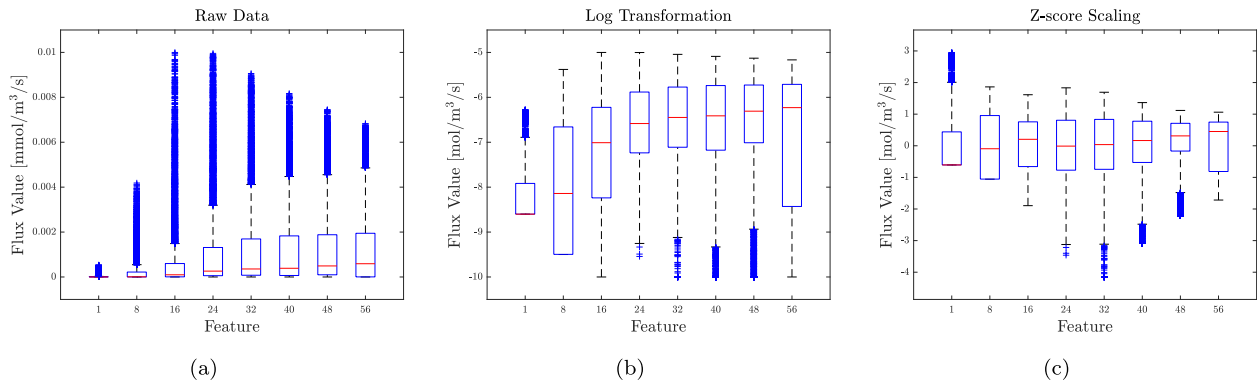 Raw Data
0.01
0.008
0.006
0.004
0.002
0
Flux Value [mmol/m³/s]
1 8 16 24 32 40 48 56
Feature
(a)
Log Transformation
-5
-6
-7
-8
-9
-10
Flux Value [mol/m³/s]
1 8 16 24 32 40 48 56
Feature
(b)
Z-score Scaling
3
2
1
0
-1
-2
-3
-4
Flux Value [mol/m³/s]
1 8 16 24 32 40 48 56
Feature
(c)